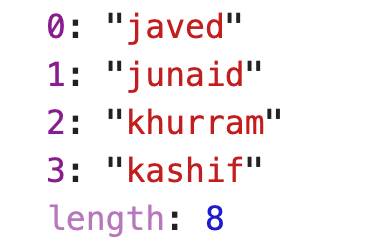 0: "javed"
1: "junaid"
2: "khurram"
3: "kashif"
length: 8